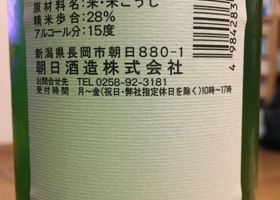 原材料名:米・米こうじ
精米歩合:28%
アルコール分:15度
新潟県長岡市朝日880-1
朝日酒造株式会社
お問合せ先 TEL 0258-92-3181
受付時間 月~金(祝日・弊社指定休日を除く)10時~17時
4984283